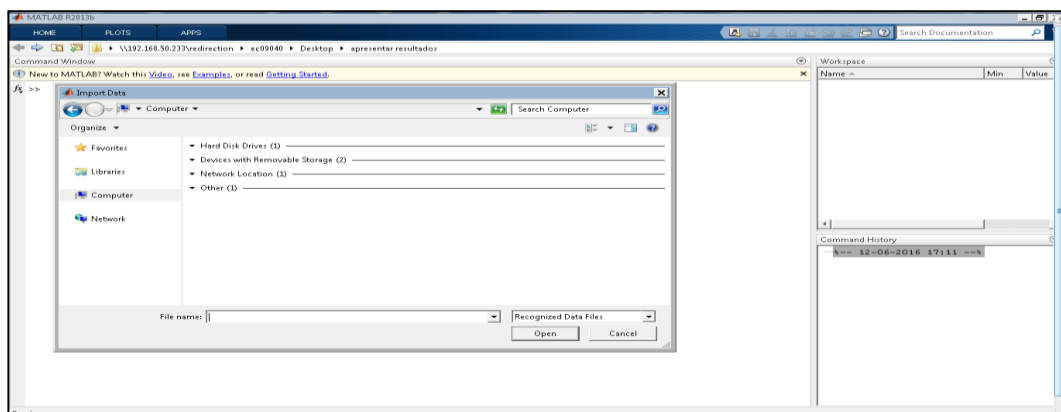 MATLAB R2013b
HOME PLOTS APPS Search Documentation
\\192.168.50.233\redirection ▸ ec09040 ▸ Desktop ▸ apresentar resultados
Command Window
New to MATLAB? Watch this Video, see Examples, or read Getting Started.
fx >>
Import Data
Computer Search Computer
Organize
Favorites
Libraries
Computer
Network
Hard Disk Drives (1)
Devices with Removable Storage (2)
Network Location (1)
Other (1)
File name: Recognized Data Files
Open Cancel
Workspace
Name Min Value
Command History
%-- 12-06-2016 17:11 --%